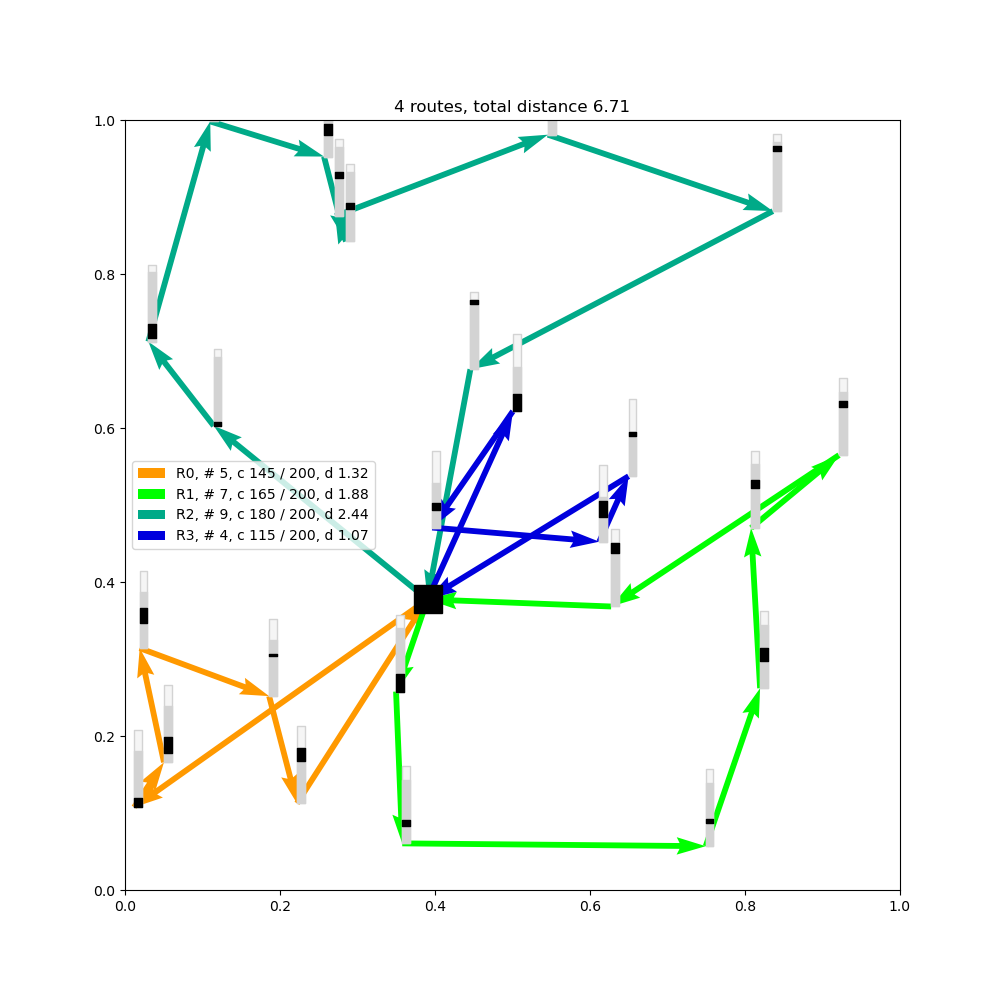 4 routes, total distance 6.71
1.0
0.8
0.6
R0, # 5, c 145 / 200, d 1.32
R1, # 7, c 165 / 200, d 1.88
R2, # 9, c 180 / 200, d 2.44
R3, # 4, c 115 / 200, d 1.07
0.4
0.2
0.0
0.0 0.2 0.4 0.6 0.8 1.0